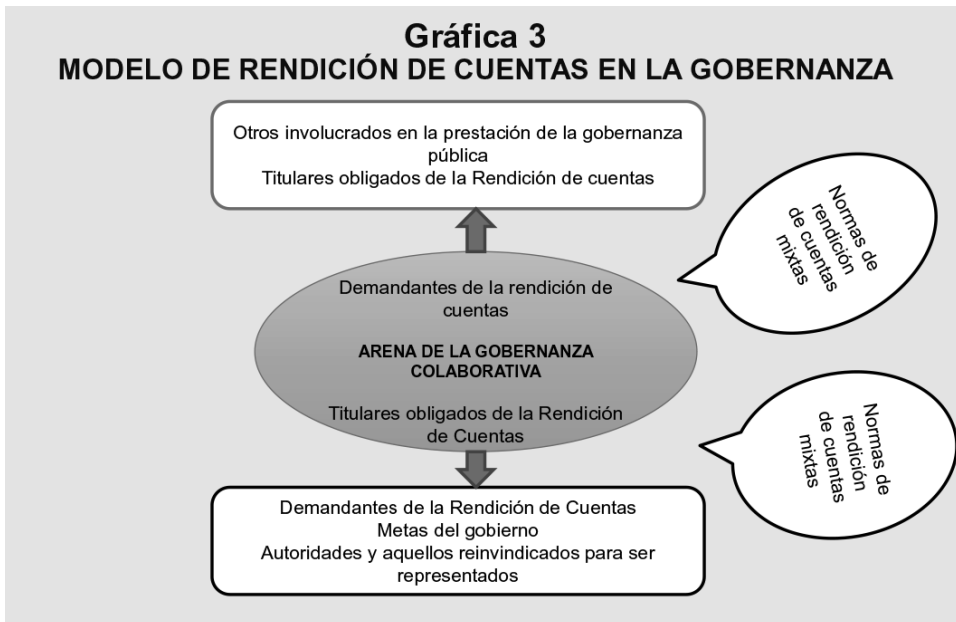 Gráfica 3
MODELO DE RENDICIÓN DE CUENTAS EN LA GOBERNANZA
Otros involucrados en la prestación de la gobernanza
pública
Titulares obligados de la Rendición de cuentas
Normas de
rendición
de cuentas
mixtas
Demandantes de la rendición de
cuentas
ARENA DE LA GOBERNANZA
COLABORATIVA
Titulares obligados de la Rendición
de Cuentas
Normas de
rendición
de cuentas
mixtas
Demandantes de la Rendición de Cuentas
Metas del gobierno
Autoridades y aquellos reinvindicados para ser
representados